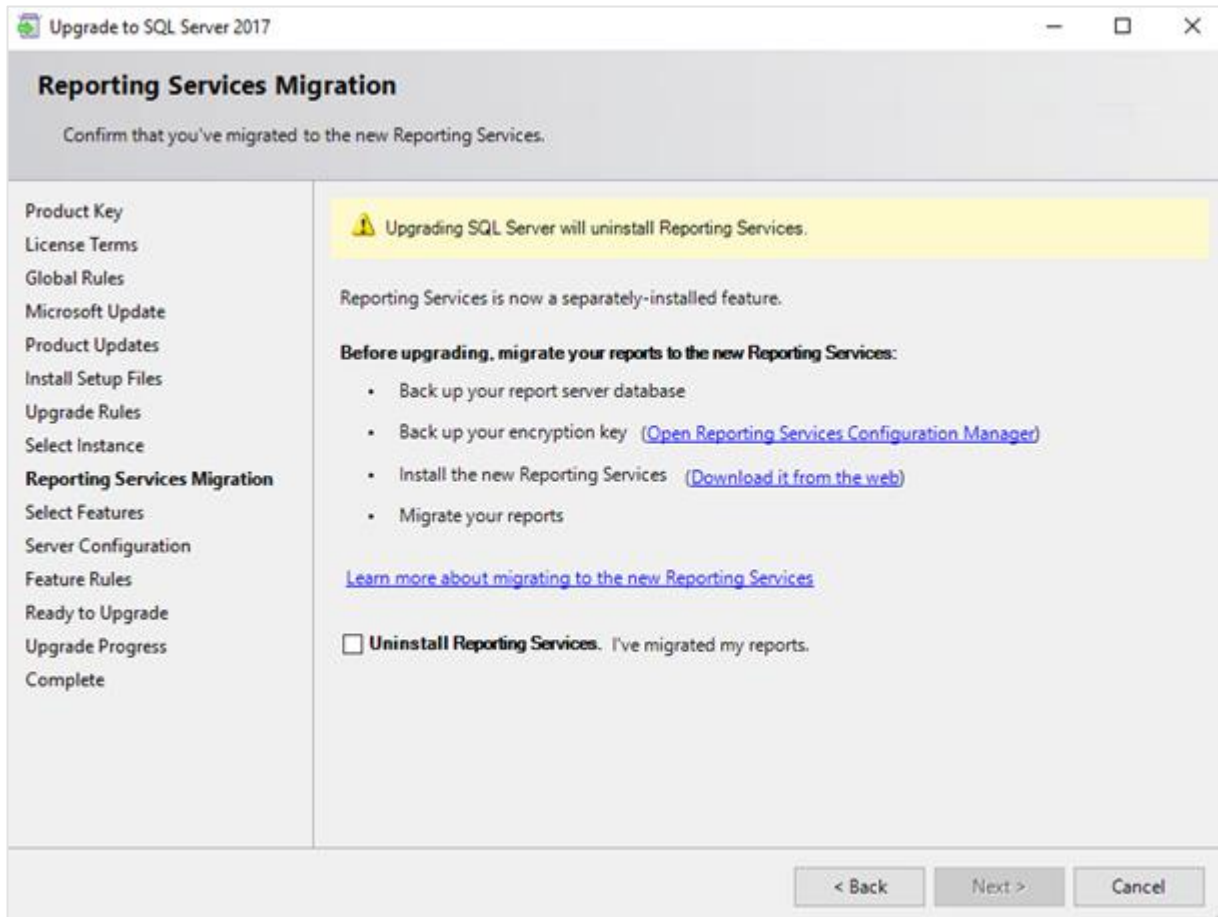 Upgrade to SQL Server 2017
Reporting Services Migration
Confirm that you've migrated to the new Reporting Services.
Product Key
License Terms
Global Rules
Microsoft Update
Product Updates
Install Setup Files
Upgrade Rules
Select Instance
Reporting Services Migration
Select Features
Server Configuration
Feature Rules
Ready to Upgrade
Upgrade Progress
Complete
Upgrading SQL Server will uninstall Reporting Services.
Reporting Services is now a separately-installed feature.
Before upgrading, migrate your reports to the new Reporting Services:
• Back up your report server database
• Back up your encryption key (Open Reporting Services Configuration Manager)
• Install the new Reporting Services (Download it from the web)
• Migrate your reports
Learn more about migrating to the new Reporting Services
Uninstall Reporting Services. I've migrated my reports.
< Back Next > Cancel